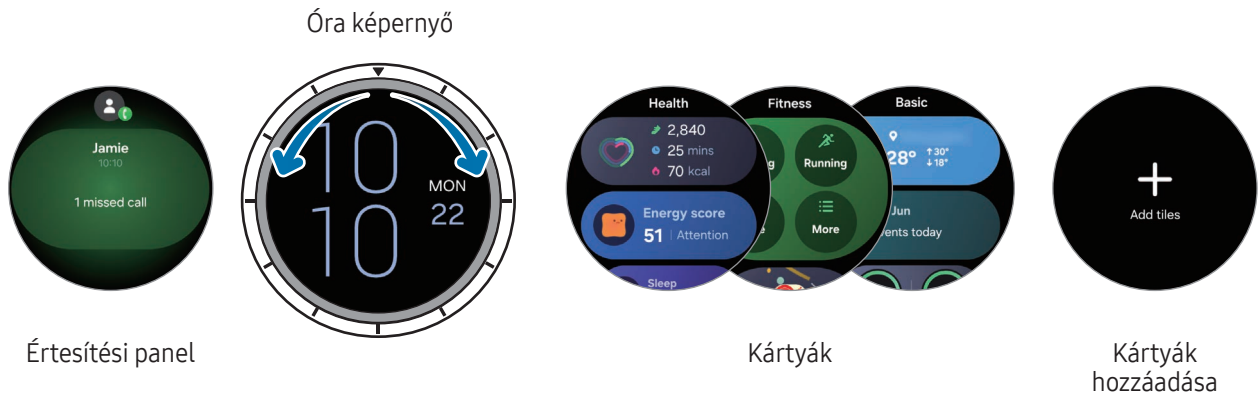 Óra képernyő
Jamie
10:10
1 missed call
Értesítési panel
10
10
MON
22
Health
2,840
25 mins
70 kcal
Energy score
51 | Attention
Sleep
Fitness
g
Running
e
More
Basic
28° ↑30°
↓18°
Jun
ents today
Kártyák
Add tiles
Kártyák
hozzáadása